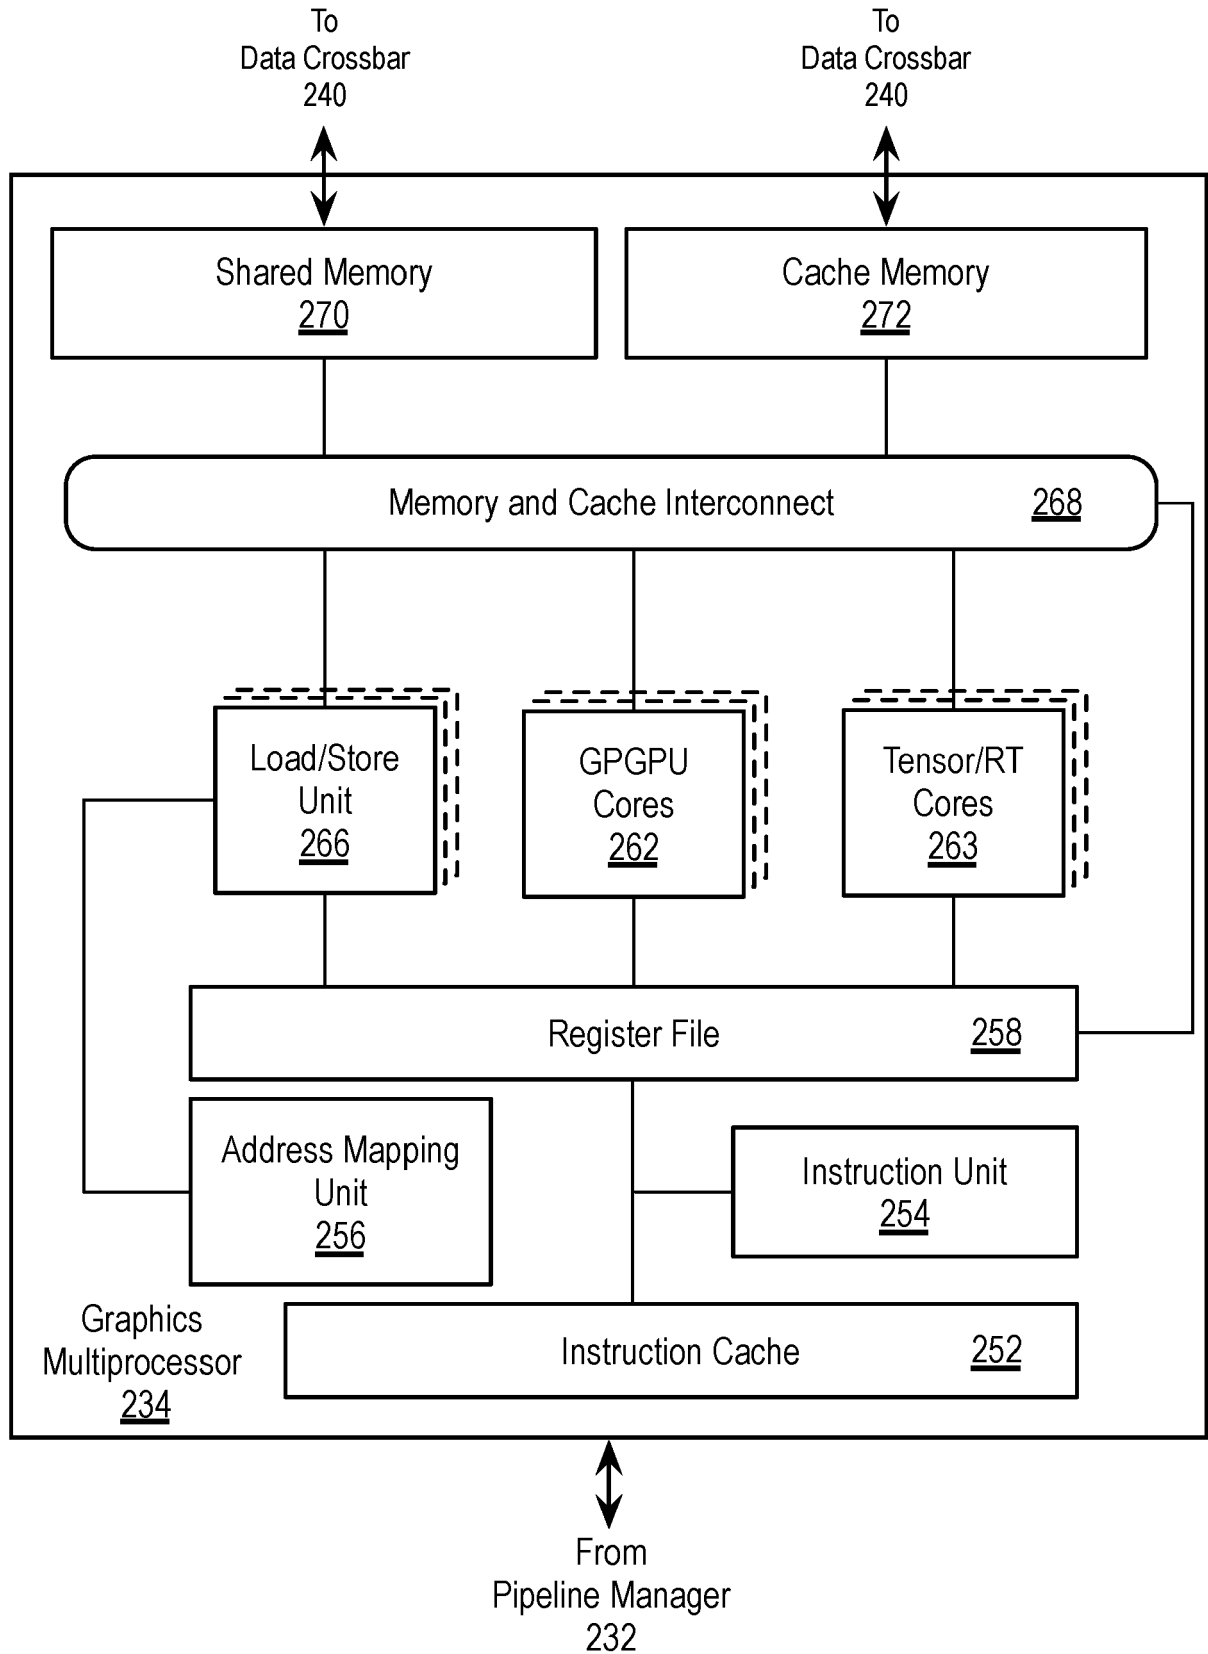 To
Data Crossbar
240
To
Data Crossbar
240
Shared Memory
270
Cache Memory
272
Memory and Cache Interconnect 268
Load/Store
Unit
266
GPGPU
Cores
262
Tensor/RT
Cores
263
Register File 258
Address Mapping
Unit
256
Instruction Unit
254
Graphics
Multiprocessor
234
Instruction Cache 252
From
Pipeline Manager
232